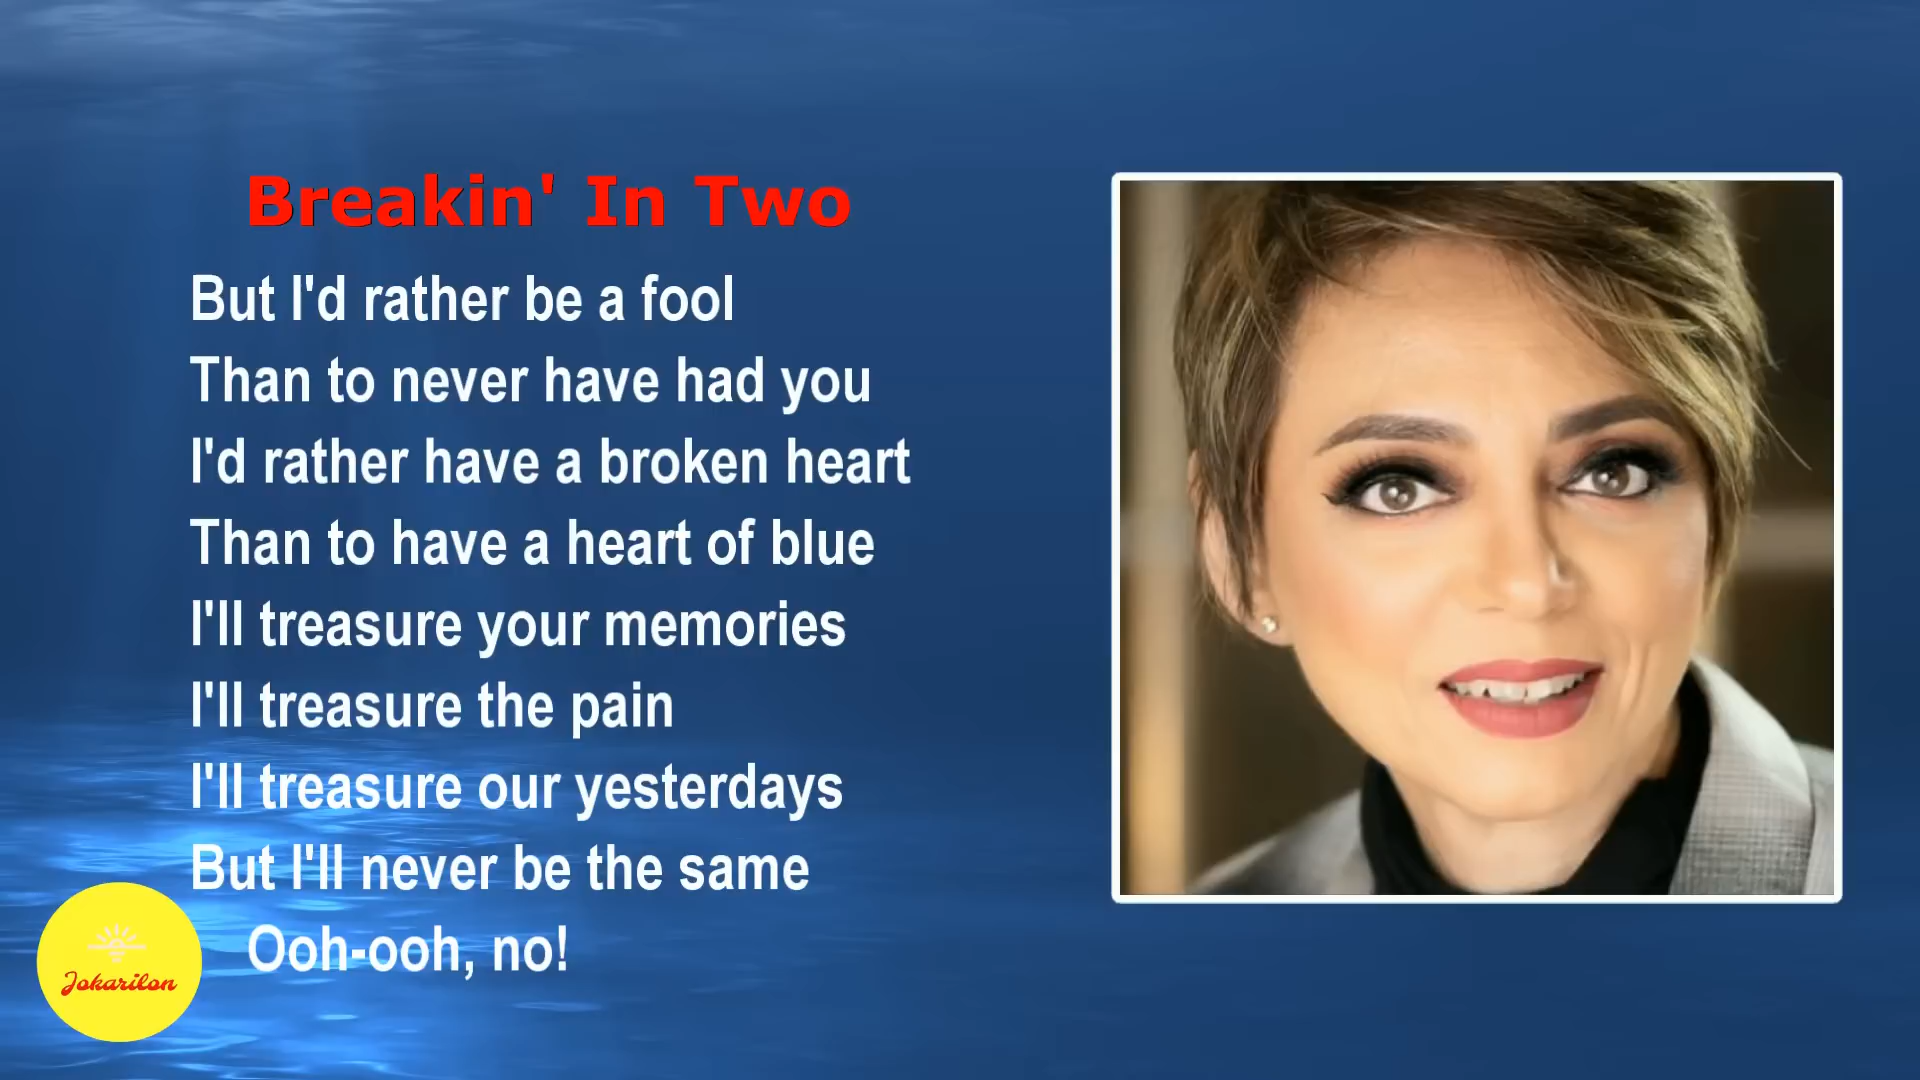 Breakin' In Two
But I'd rather be a fool
Than to never have had you
I'd rather have a broken heart
Than to have a heart of blue
I'll treasure your memories
I'll treasure the pain
I'll treasure our yesterdays
But I'll never be the same
Ooh-ooh, no!
Jokarilon